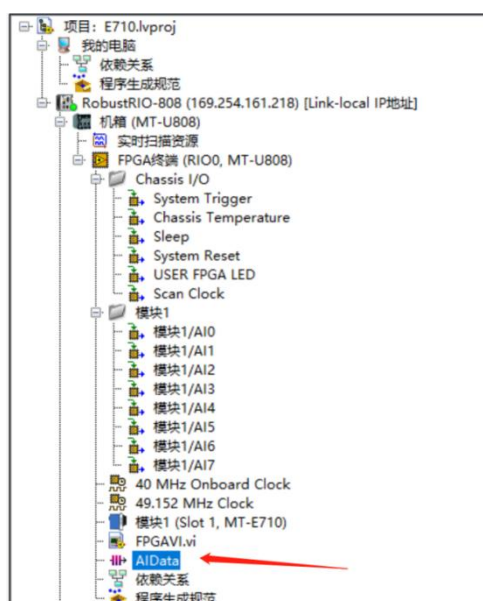 项目：E710.lvproj
我的电脑
依赖关系
程序生成规范
RobustRIO-808 (169.254.161.218) [Link-local IP地址]
机箱 (MT-U808)
实时扫描资源
FPGA终端 (RIO0, MT-U808)
Chassis I/O
System Trigger
Chassis Temperature
Sleep
System Reset
USER FPGA LED
Scan Clock
模块1
模块1/AI0
模块1/AI1
模块1/AI2
模块1/AI3
模块1/AI4
模块1/AI5
模块1/AI6
模块1/AI7
40 MHz Onboard Clock
49.152 MHz Clock
模块1 (Slot 1, MT-E710)
FPGAVI.vi
AIData
依赖关系
程序生成规范